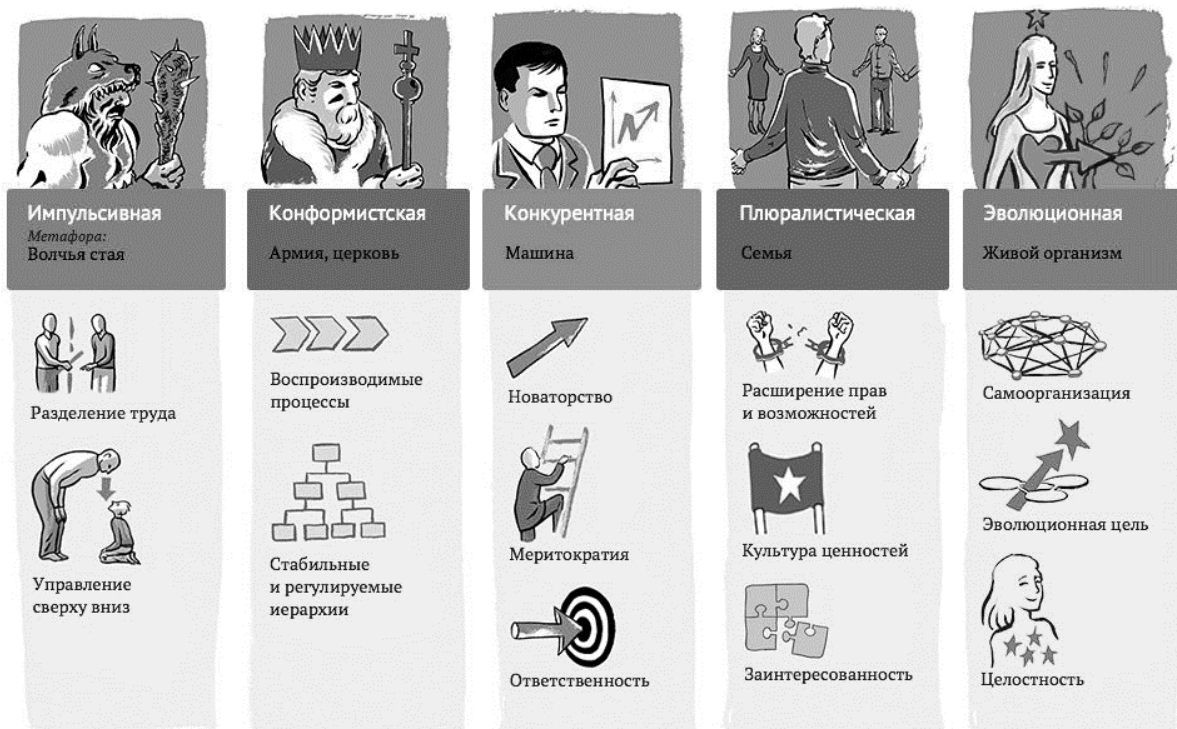 Импульсивная
Метафора:
Волчья стая
Разделение труда
Управление
сверху вниз
Конформистская
Армия, церковь
Воспроизводимые
процессы
Стабильные
и регулируемые
иерархии
Конкурентная
Машина
Новаторство
Меритократия
Ответственность
Плюралистическая
Семья
Расширение прав
и возможностей
Культура ценностей
Заинтересованность
Эволюционная
Живой организм
Самоорганизация
Эволюционная цель
Целостность